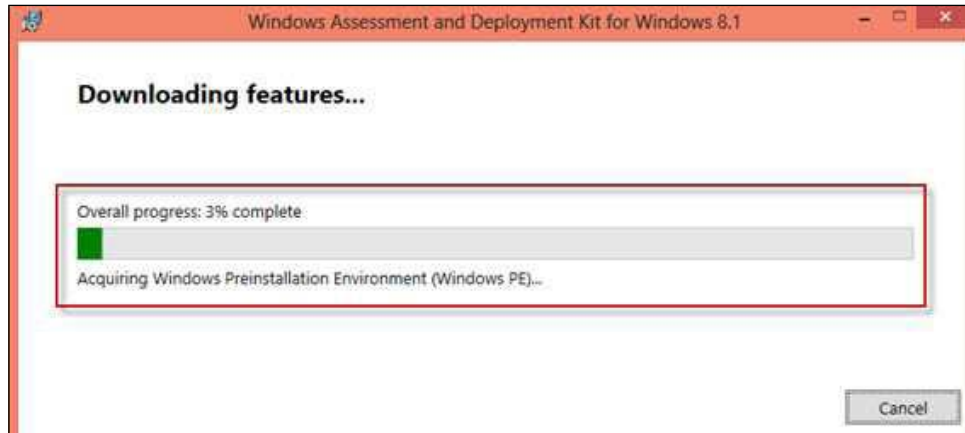 Windows Assessment and Deployment Kit for Windows 8.1
Downloading features...
Overall progress: 3% complete
Acquiring Windows Preinstallation Environment (Windows PE)...
Cancel